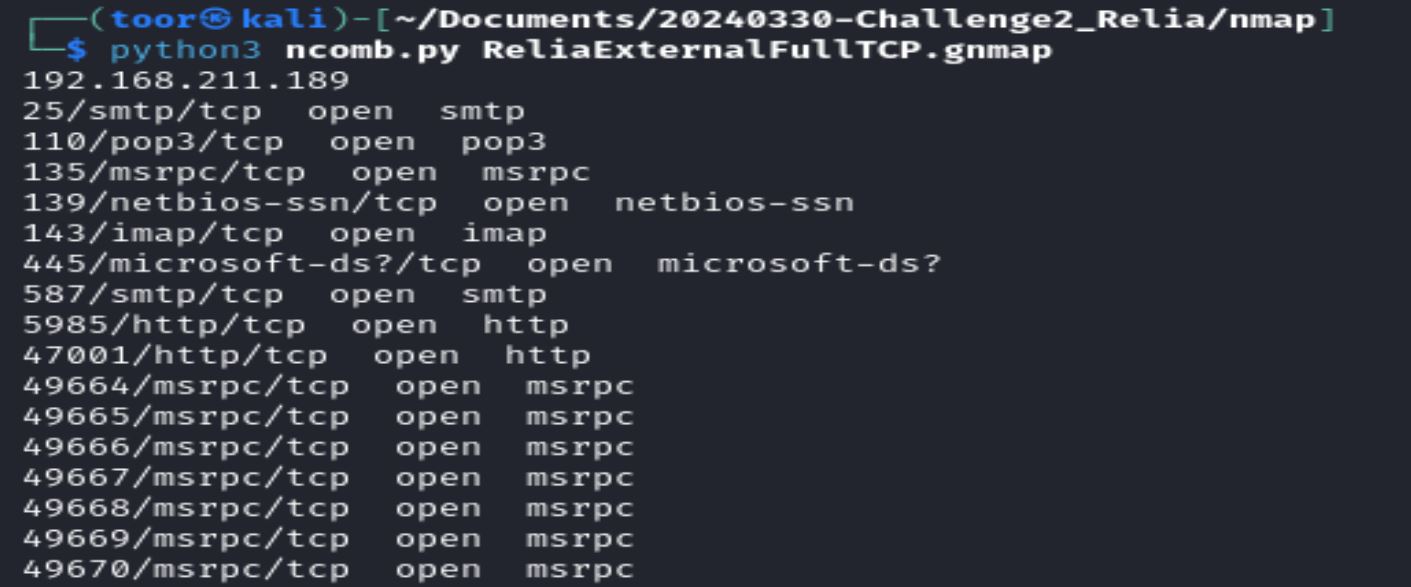 ┌──(toor㉿kali)-[~/Documents/20240330-Challenge2_Relia/nmap]
└─$ python3 ncomb.py ReliaExternalFullTCP.gnmap
192.168.211.189
25/smtp/tcp  open  smtp
110/pop3/tcp  open  pop3
135/msrpc/tcp  open  msrpc
139/netbios-ssn/tcp  open  netbios-ssn
143/imap/tcp  open  imap
445/microsoft-ds?/tcp  open  microsoft-ds?
587/smtp/tcp  open  smtp
5985/http/tcp  open  http
47001/http/tcp  open  http
49664/msrpc/tcp  open  msrpc
49665/msrpc/tcp  open  msrpc
49666/msrpc/tcp  open  msrpc
49667/msrpc/tcp  open  msrpc
49668/msrpc/tcp  open  msrpc
49669/msrpc/tcp  open  msrpc
49670/msrpc/tcp  open  msrpc